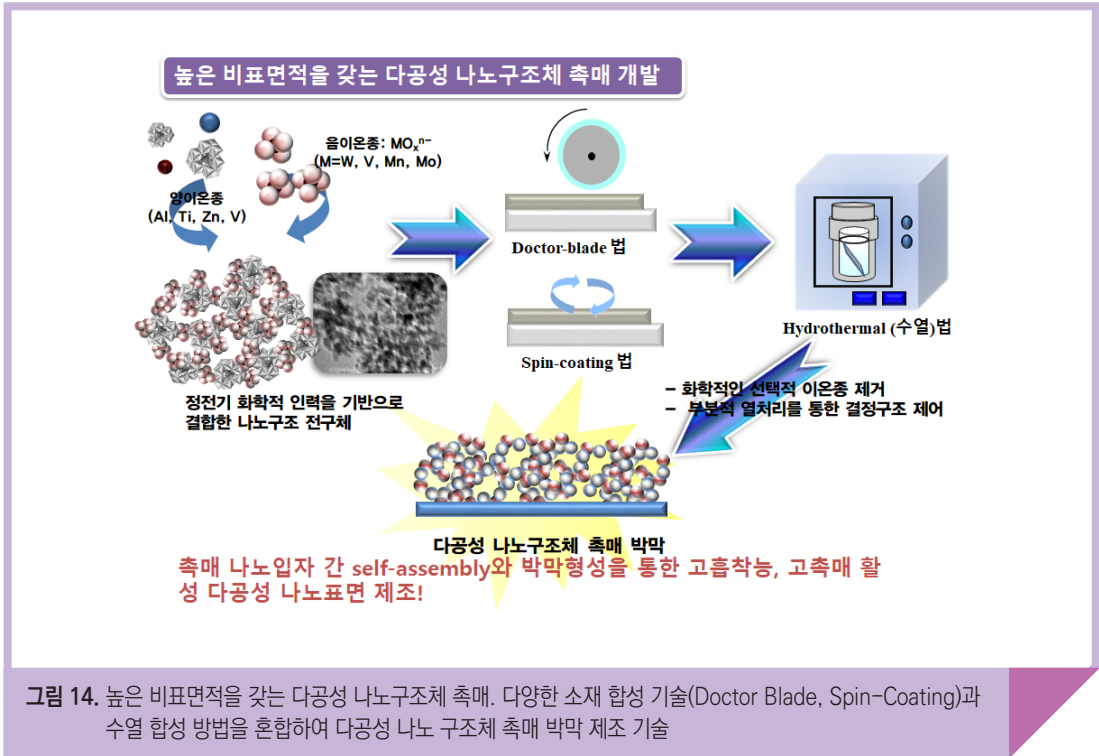 높은 비표면적을 갖는 다공성 나노구조체 촉매 개발
음이온종: MOₓⁿ⁻
(M=W, V, Mn, Mo)
양이온종
(Al, Ti, Zn, V)
정전기 화학적 인력을 기반으로
결합한 나노구조 전구체
Doctor-blade 법
Spin-coating 법
Hydrothermal (수열)법
– 화학적인 선택적 이온종 제거
– 부분적 열처리를 통한 결정구조 제어
다공성 나노구조체 촉매 박막
촉매 나노입자 간 self-assembly와 박막형성을 통한 고흡착능, 고촉매 활
성 다공성 나노표면 제조!
그림 14. 높은 비표면적을 갖는 다공성 나노구조체 촉매. 다양한 소재 합성 기술(Doctor Blade, Spin-Coating)과
수열 합성 방법을 혼합하여 다공성 나노 구조체 촉매 박막 제조 기술